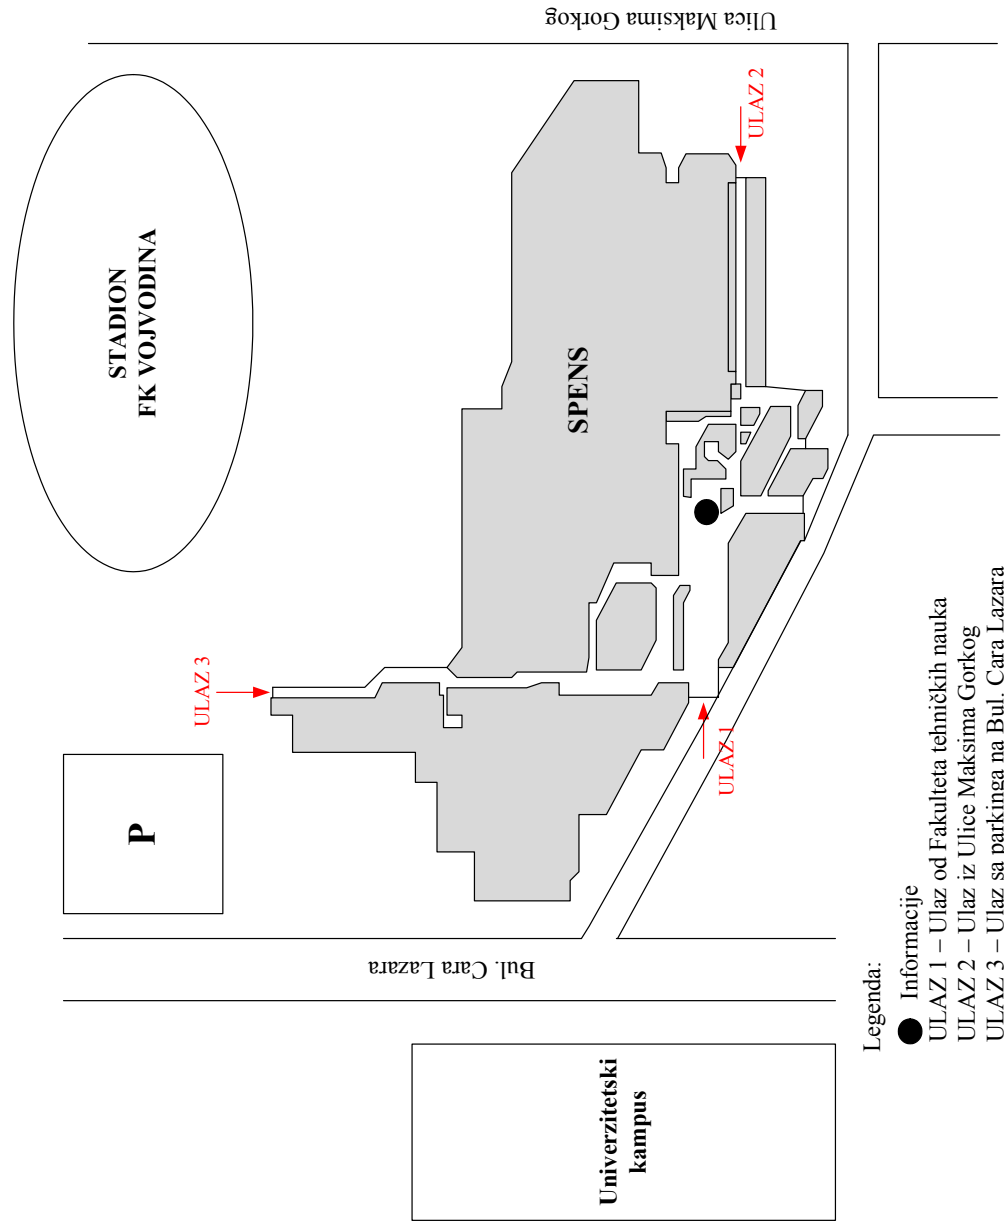 Ulica Maksima Gorkog
STADION
FK VOJVODINA
ULAZ 2
SPENS
ULAZ 3
ULAZ 1
P
Bul. Cara Lazara
Univerzitetski
kampus
Legenda:
Informacije
ULAZ 1 – Ulaz od Fakulteta tehničkih nauka
ULAZ 2 – Ulaz iz Ulice Maksima Gorkog
ULAZ 3 – Ulaz sa parkinga na Bul. Cara Lazara